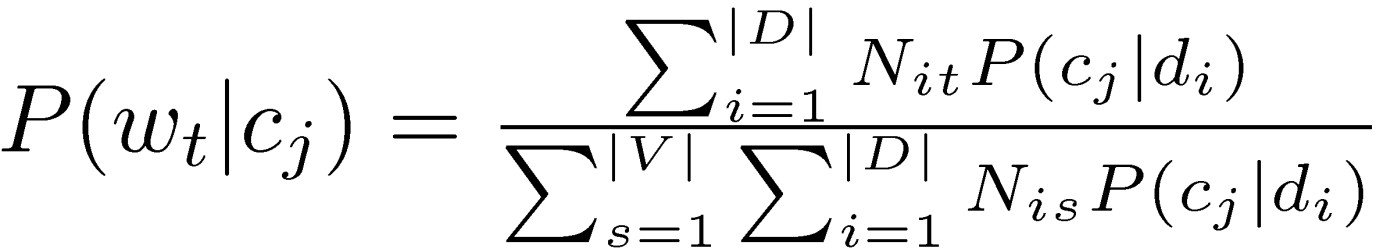 P(w_t|c_j) = \frac{\sum_{i=1}^{|D|} N_{it} P(c_j|d_i)}{\sum_{s=1}^{|V|} \sum_{i=1}^{|D|} N_{is} P(c_j|d_i)}